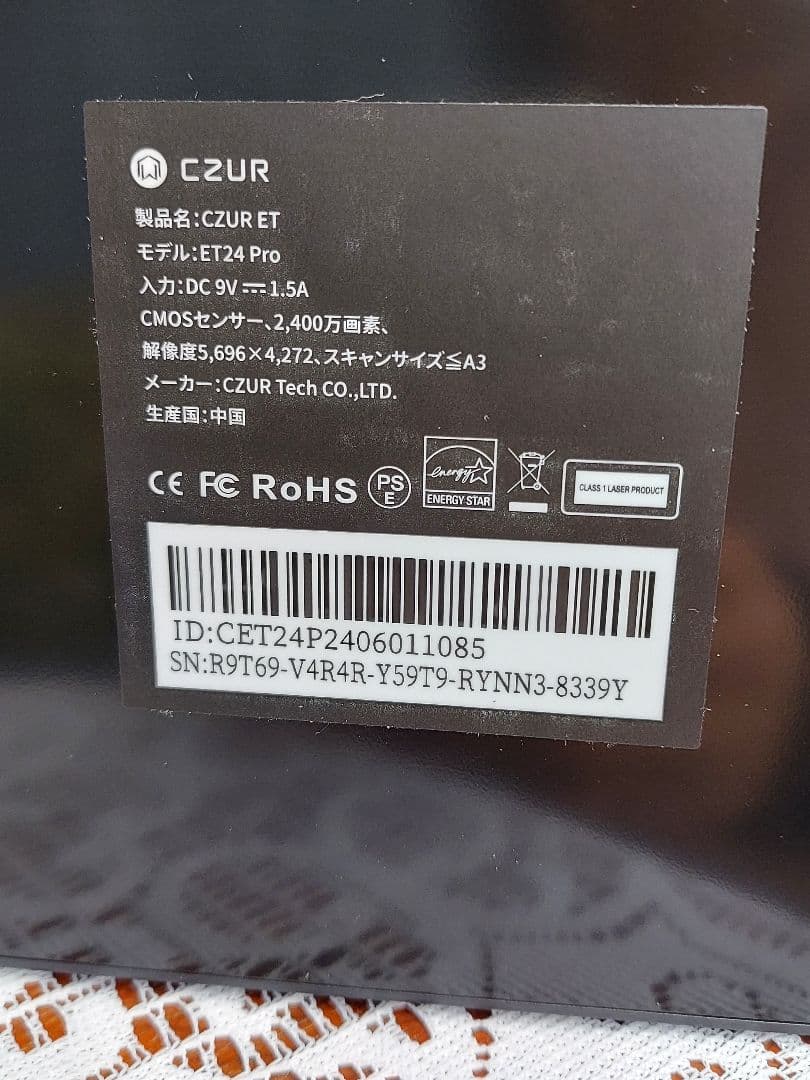 CZUR
製品名:CZUR ET
モデル:ET24 Pro
入力:DC 9V ⎓ 1.5A
CMOSセンサー、2,400万画素、
解像度5,696×4,272、スキャンサイズ≦A3
メーカー:CZUR Tech CO.,LTD.
生産国:中国
CE FC RoHS PS E energy ENERGY STAR CLASS 1 LASER PRODUCT
ID:CET24P2406011085
SN:R9T69-V4R4R-Y59T9-RYNN3-8339Y